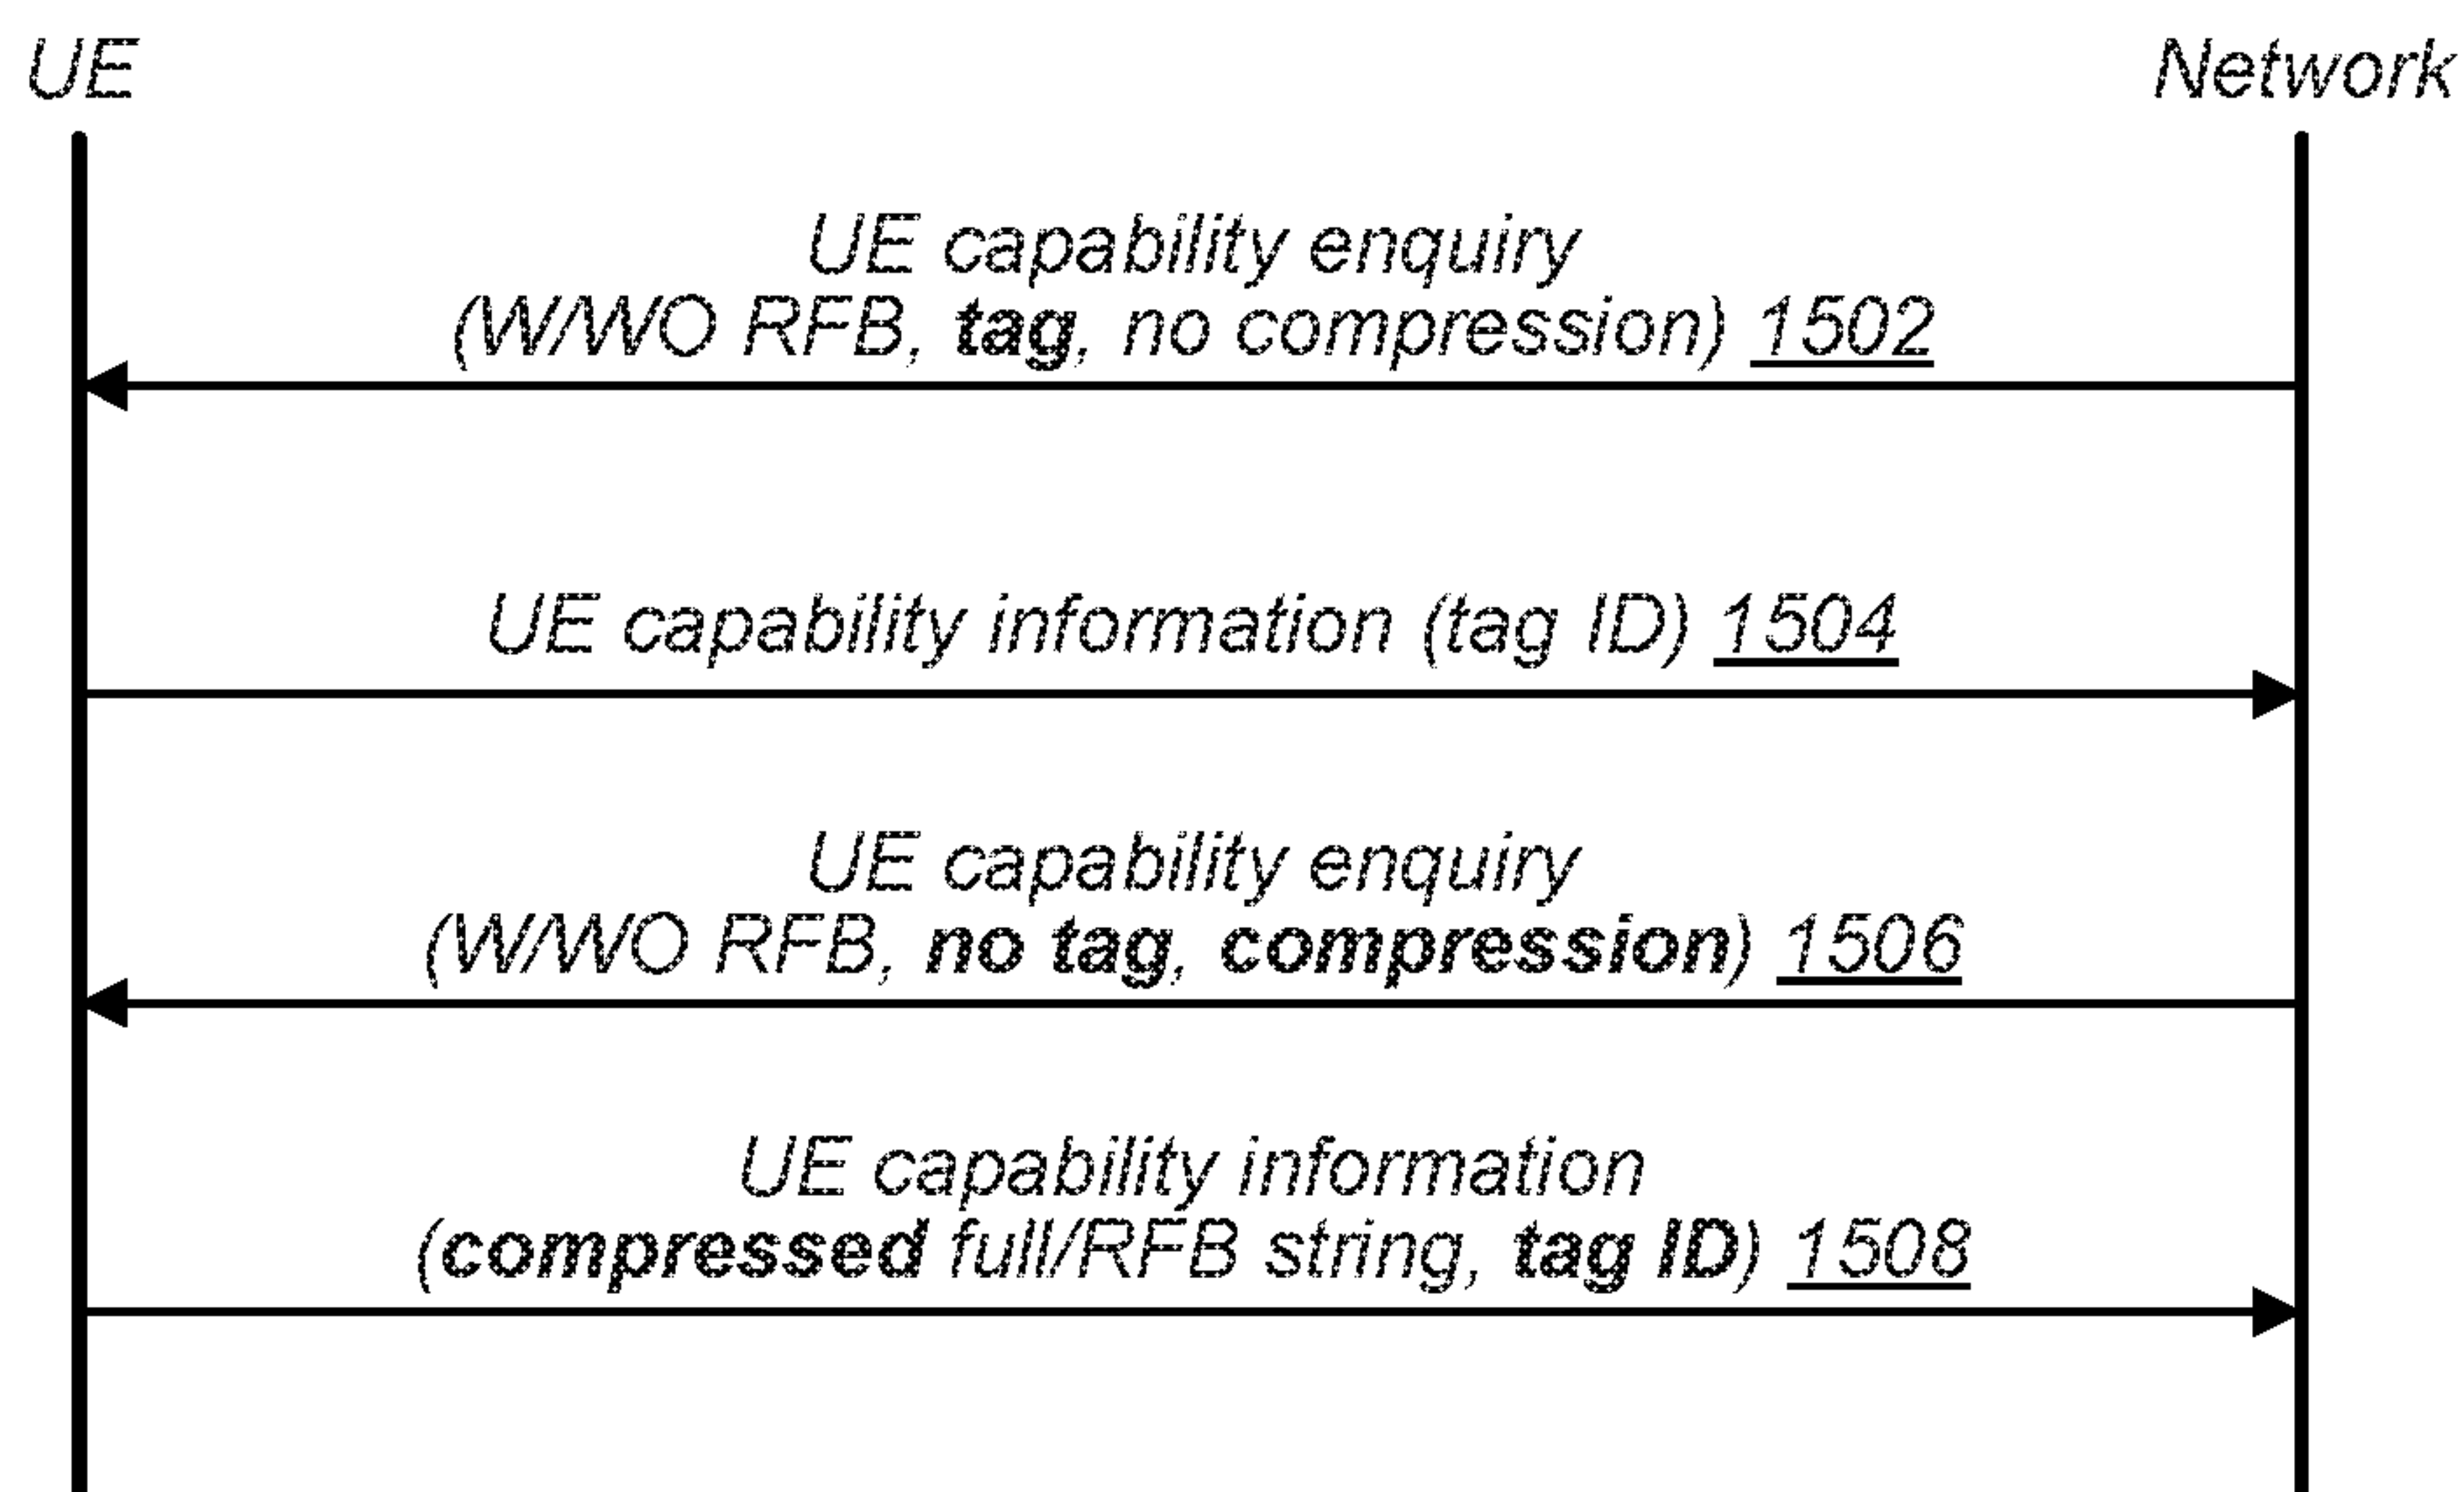 UE
Network
UE capability enquiry
(W/WO RFB, tag, no compression) 1502
UE capability information (tag ID) 1504
UE capability enquiry
(W/WO RFB, no tag, compression) 1506
UE capability information
(compressed full/RFB string, tag ID) 1508